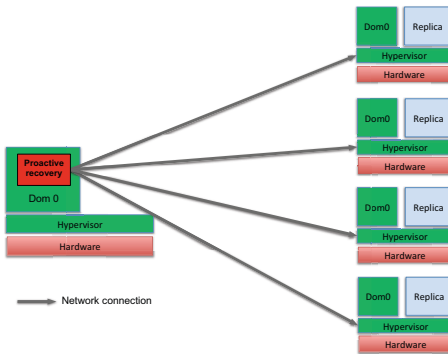 Dom0 Replica
Hypervisor
Hardware
Dom0 Replica
Hypervisor
Hardware
Proactive
recovery
Dom 0
Hypervisor
Hardware
Dom0 Replica
Hypervisor
Hardware
Dom0 Replica
Hypervisor
Hardware
Network connection